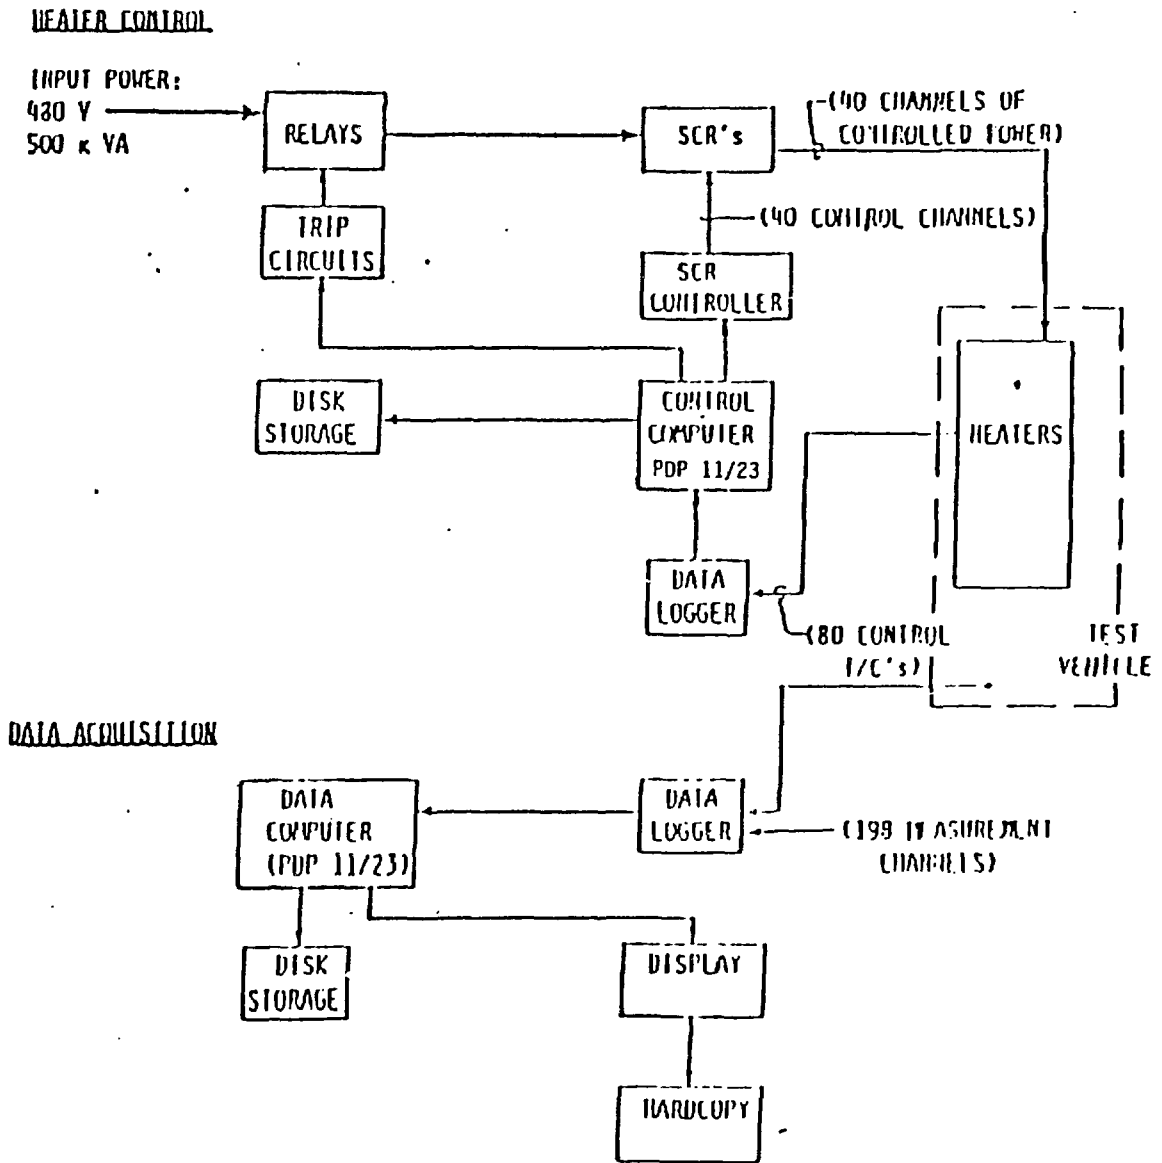 HEATER CONTROL
INPUT POWER:
480 V
500 K VA
RELAYS
SCR's
(40 CHANNELS OF
CONTROLLED POWER)
TRIP
CIRCUITS
(40 CONTROL CHANNELS)
SCR
CONTROLLER
DISK
STORAGE
CONTROL
COMPUTER
PDP 11/23
HEATERS
DATA
LOGGER
(80 CONTROL
T/C's)
TEST
VEHICLE
DATA ACQUISITION
DATA
COMPUTER
(PDP 11/23)
DATA
LOGGER
(198 MEASUREMENT
CHANNELS)
DISK
STORAGE
DISPLAY
HARDCOPY